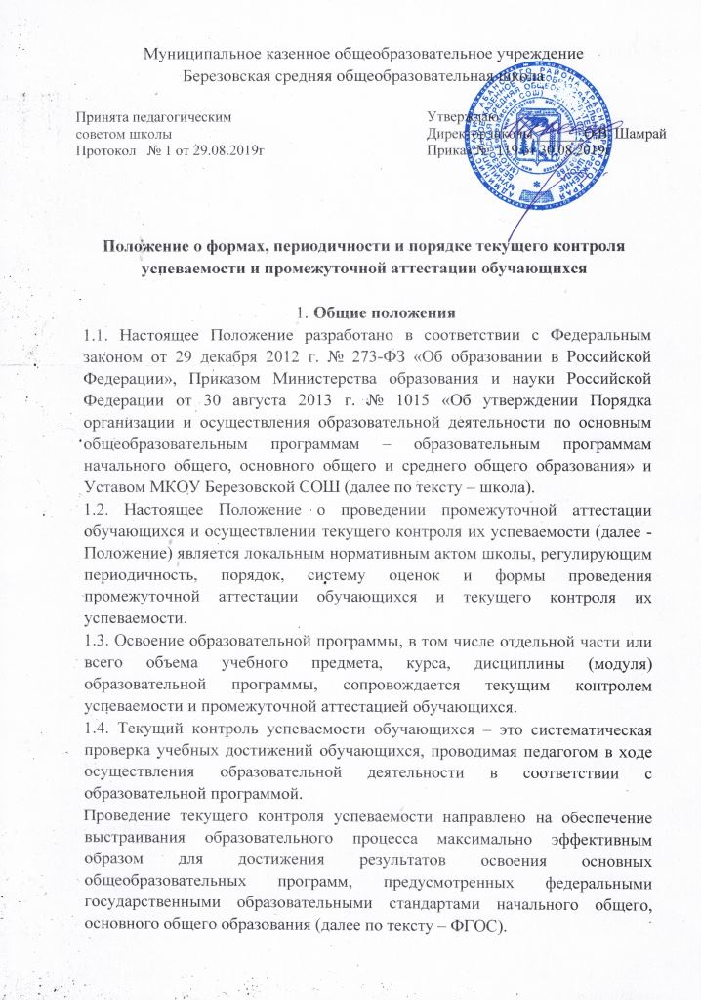 Муниципальное казенное общеобразовательное учреждение
Березовская средняя общеобразовательная школа
Принята педагогическим
советом школы
Протокол № 1 от 29.08.2019г
Утверждаю
Директор школы О.В. Шамрай
Приказ № 119 от 30.08.2019г
Положение о формах, периодичности и порядке текущего контроля
успеваемости и промежуточной аттестации обучающихся
1. Общие положения
1.1. Настоящее Положение разработано в соответствии с Федеральным
законом от 29 декабря 2012 г. № 273-ФЗ «Об образовании в Российской
Федерации», Приказом Министерства образования и науки Российской
Федерации от 30 августа 2013 г. № 1015 «Об утверждении Порядка
организации и осуществления образовательной деятельности по основным
общеобразовательным программам – образовательным программам
начального общего, основного общего и среднего общего образования» и
Уставом МКОУ Березовской СОШ (далее по тексту – школа).
1.2. Настоящее Положение о проведении промежуточной аттестации
обучающихся и осуществлении текущего контроля их успеваемости (далее -
Положение) является локальным нормативным актом школы, регулирующим
периодичность, порядок, систему оценок и формы проведения
промежуточной аттестации обучающихся и текущего контроля их
успеваемости.
1.3. Освоение образовательной программы, в том числе отдельной части или
всего объема учебного предмета, курса, дисциплины (модуля)
образовательной программы, сопровождается текущим контролем
успеваемости и промежуточной аттестацией обучающихся.
1.4. Текущий контроль успеваемости обучающихся – это систематическая
проверка учебных достижений обучающихся, проводимая педагогом в ходе
осуществления образовательной деятельности в соответствии с
образовательной программой.
Проведение текущего контроля успеваемости направлено на обеспечение
выстраивания образовательного процесса максимально эффективным
образом для достижения результатов освоения основных
общеобразовательных программ, предусмотренных федеральными
государственными образовательными стандартами начального общего,
основного общего образования (далее по тексту – ФГОС).